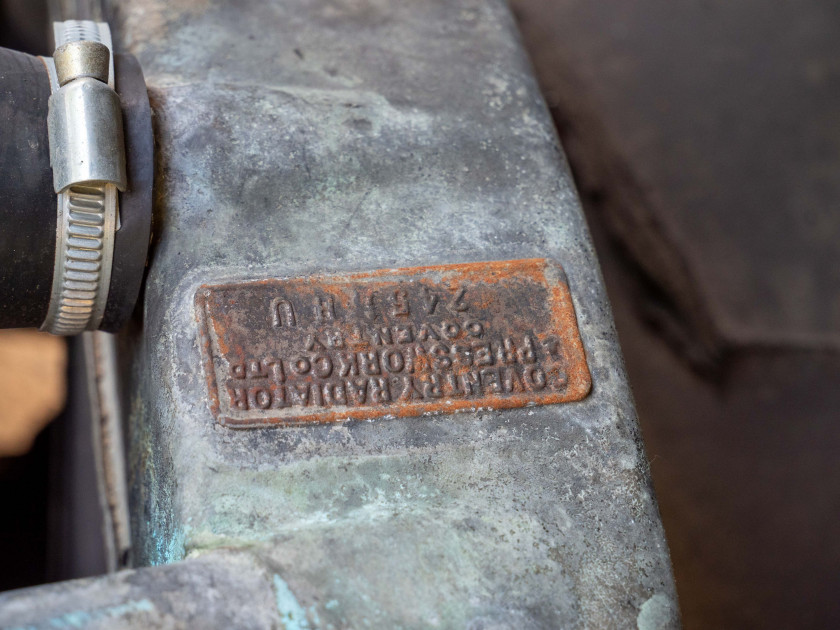 COVENTRY RADIATOR
& PRESSWORK CO LTD
COVENTRY